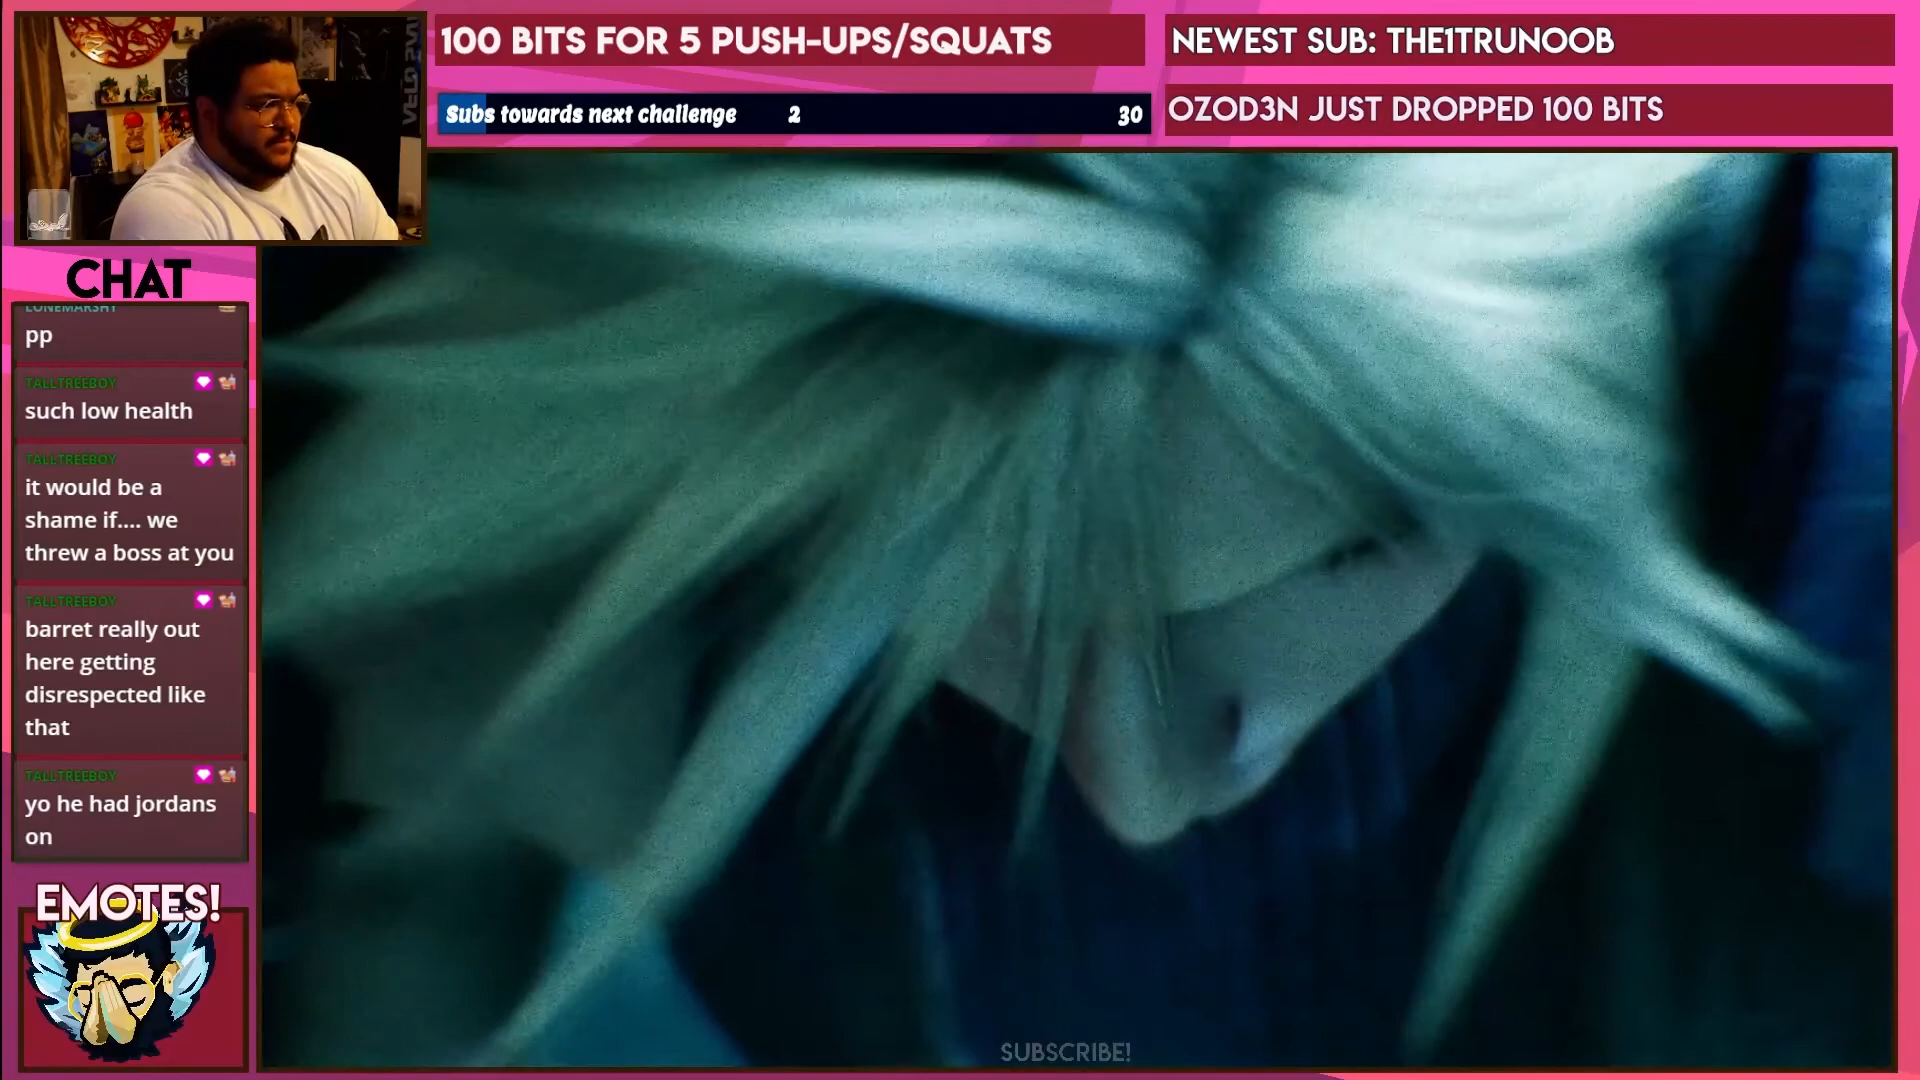 100 BITS FOR 5 PUSH-UPS/SQUATS
NEWEST SUB: THE1TRUNOOB
Subs towards next challenge 2 30
OZOD3N JUST DROPPED 100 BITS
CHAT
LONEMARSHY
pp
TALLTREEBOY
such low health
TALLTREEBOY
it would be a
shame if.... we
threw a boss at you
TALLTREEBOY
barret really out
here getting
disrespected like
that
TALLTREEBOY
yo he had jordans
on
EMOTES!
SUBSCRIBE!